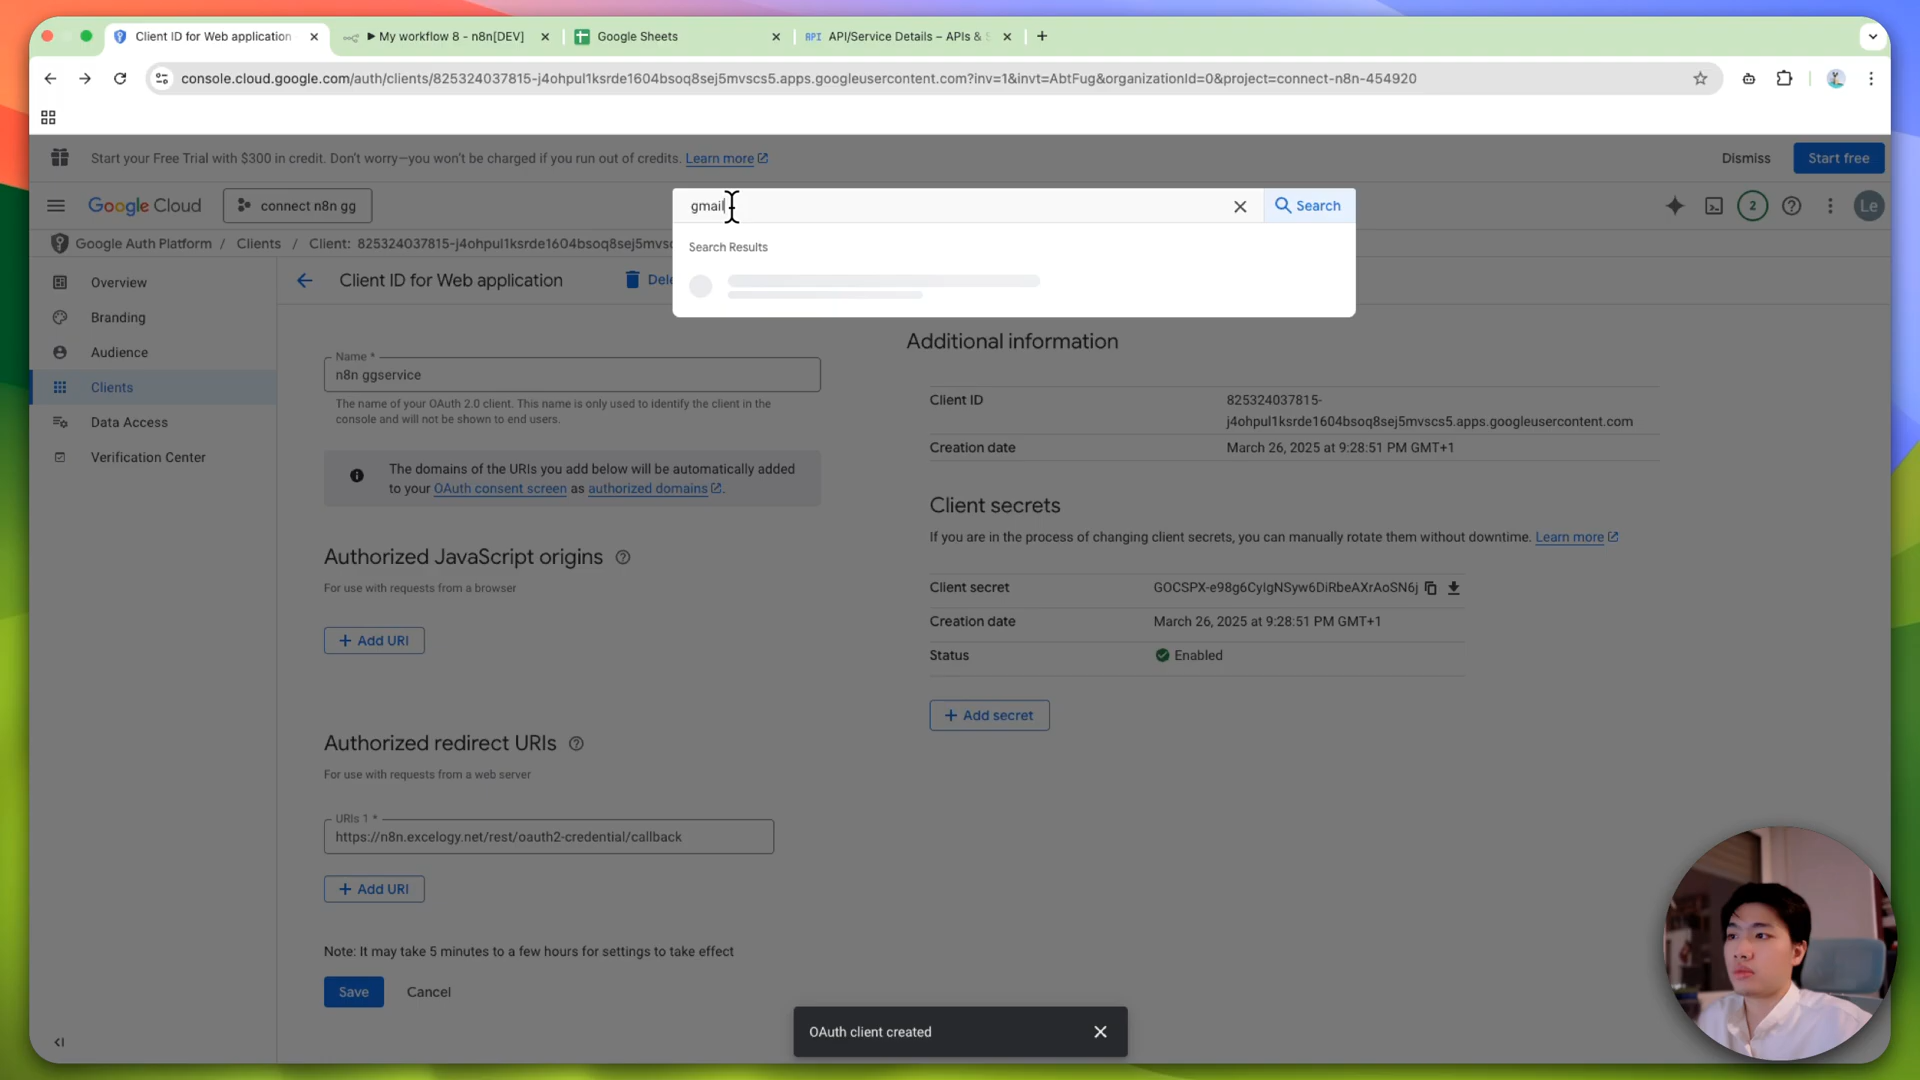 Client ID for Web application
My workflow 8 - n8n[DEV]
Google Sheets
API API/Service Details – APIs & S
console.cloud.google.com/auth/clients/825324037815-j4ohpul1ksrde1604bsoq8sej5mvscs5.apps.googleusercontent.com?inv=1&invt=AbtFug&organizationId=0&project=connect-n8n-454920
Start your Free Trial with $300 in credit. Don't worry—you won't be charged if you run out of credits. Learn more
Dismiss
Start free
Google Cloud
connect n8n gg
gmail
Search
2
Le
Google Auth Platform / Clients / Client: 825324037815-j4ohpul1ksrde1604bsoq8sej5mvsc
Search Results
Overview
Branding
Audience
Clients
Data Access
Verification Center
Client ID for Web application
Dele
Name *
n8n ggservice
The name of your OAuth 2.0 client. This name is only used to identify the client in the
console and will not be shown to end users.
The domains of the URIs you add below will be automatically added
to your OAuth consent screen as authorized domains.
Authorized JavaScript origins
For use with requests from a browser
+ Add URI
Authorized redirect URIs
For use with requests from a web server
URIs 1 *
https://n8n.excelogy.net/rest/oauth2-credential/callback
+ Add URI
Note: It may take 5 minutes to a few hours for settings to take effect
Save
Cancel
Additional information
Client ID
825324037815-
j4ohpul1ksrde1604bsoq8sej5mvscs5.apps.googleusercontent.com
Creation date
March 26, 2025 at 9:28:51 PM GMT+1
Client secrets
If you are in the process of changing client secrets, you can manually rotate them without downtime. Learn more
Client secret
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
Creation date
March 26, 2025 at 9:28:51 PM GMT+1
Status
Enabled
+ Add secret
OAuth client created